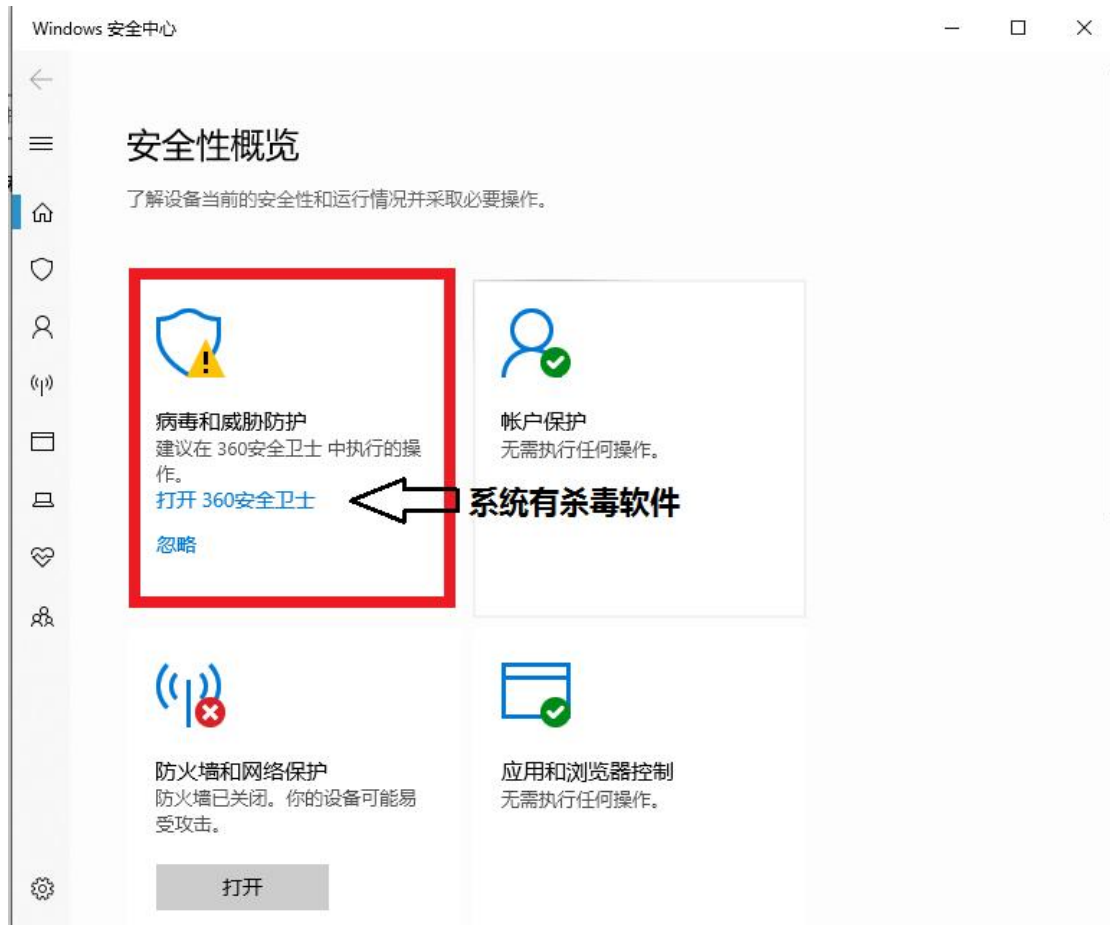 Windows 安全中心
安全性概览
了解设备当前的安全性和运行情况并采取必要操作。
病毒和威胁防护
建议在 360安全卫士 中执行的操
作。
打开 360安全卫士
忽略
帐户保护
无需执行任何操作。
系统有杀毒软件
防火墙和网络保护
防火墙已关闭。你的设备可能易
受攻击。
打开
应用和浏览器控制
无需执行任何操作。